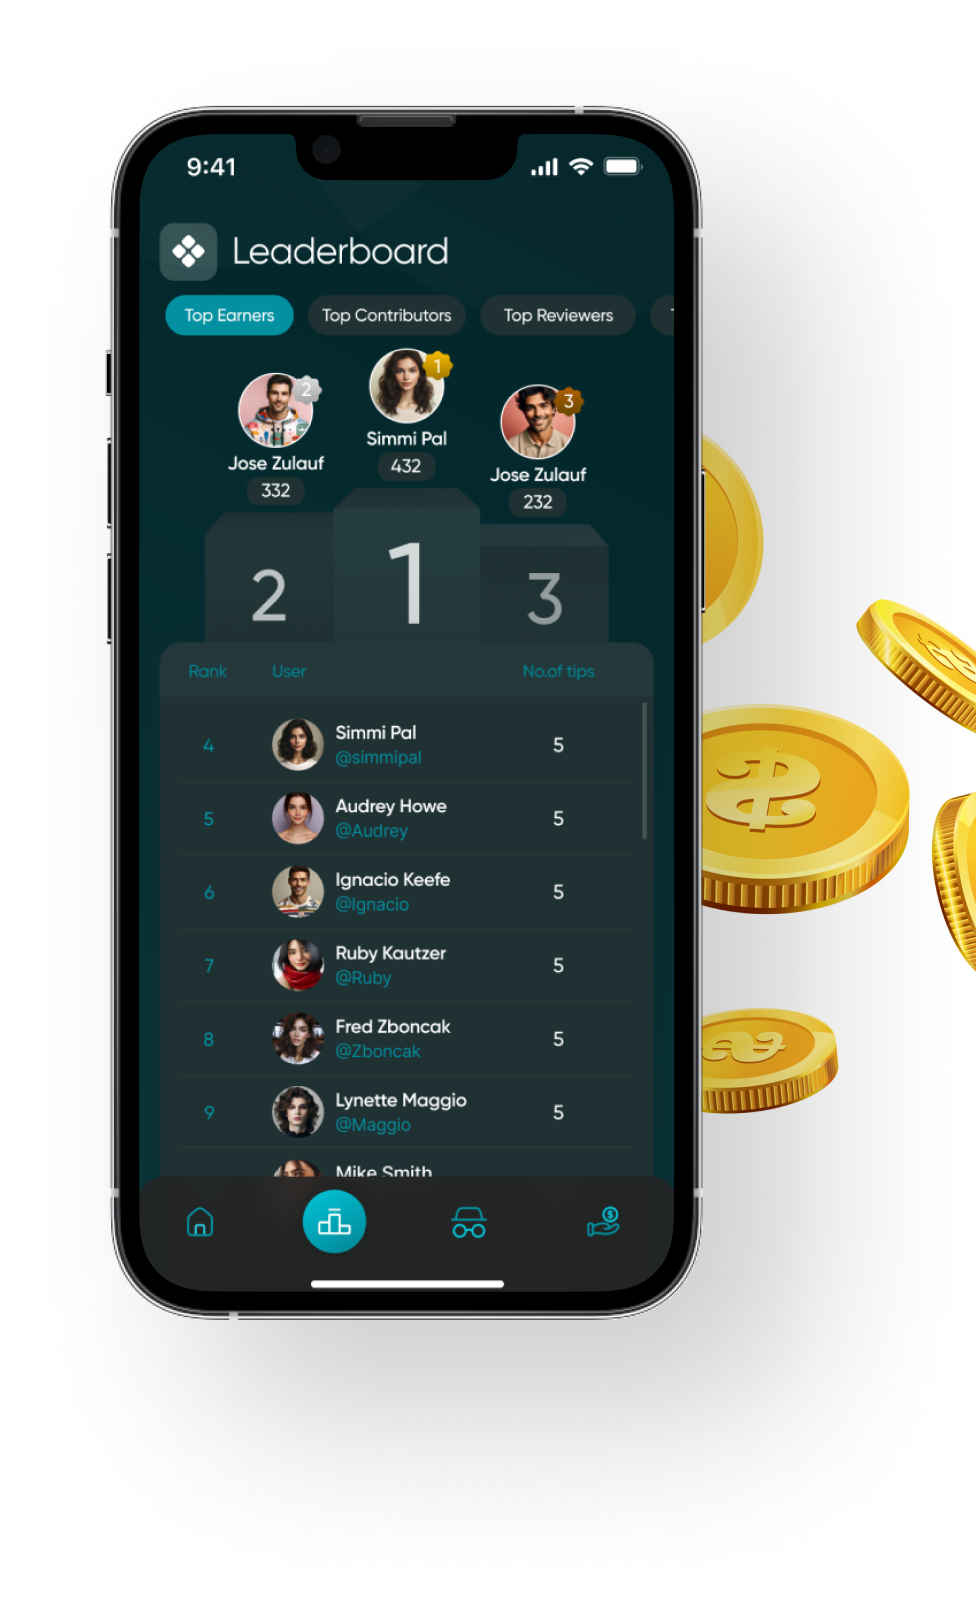 9:41
Leaderboard
Top Earners Top Contributors Top Reviewers
1
2
3
Simmi Pal
432
Jose Zulauf
332
Jose Zulauf
232
2 1 3
Rank User No.of tips
4 Simmi Pal 5
@simmipal
5 Audrey Howe 5
@Audrey
6 Ignacio Keefe 5
@Ignacio
7 Ruby Kautzer 5
@Ruby
8 Fred Zboncak 5
@Zboncak
9 Lynette Maggio 5
@Maggio
Mike Smith
$